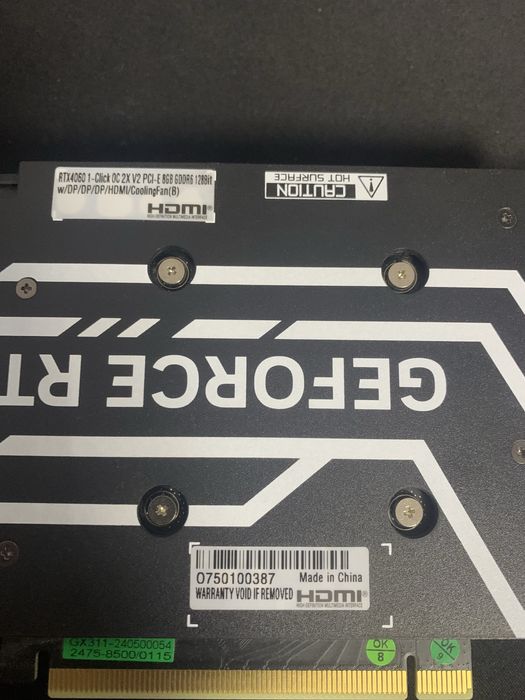 RTX4060 1-Click OC 2X V2 PCI-E 8GB GDDR6 128Bit
w/DP/DP/DP/HDMI/CoolingFan(B)
HDMI
HIGH-DEFINITION MULTIMEDIA INTERFACE
CAUTION
HOT SURFACE
GEFORCE RT
O750100387 Made in China
WARRANTY VOID IF REMOVED HDMI
HIGH-DEFINITION MULTIMEDIA INTERFACE
GX311-240500054
2475-8500/0115
OK
8
OK
9